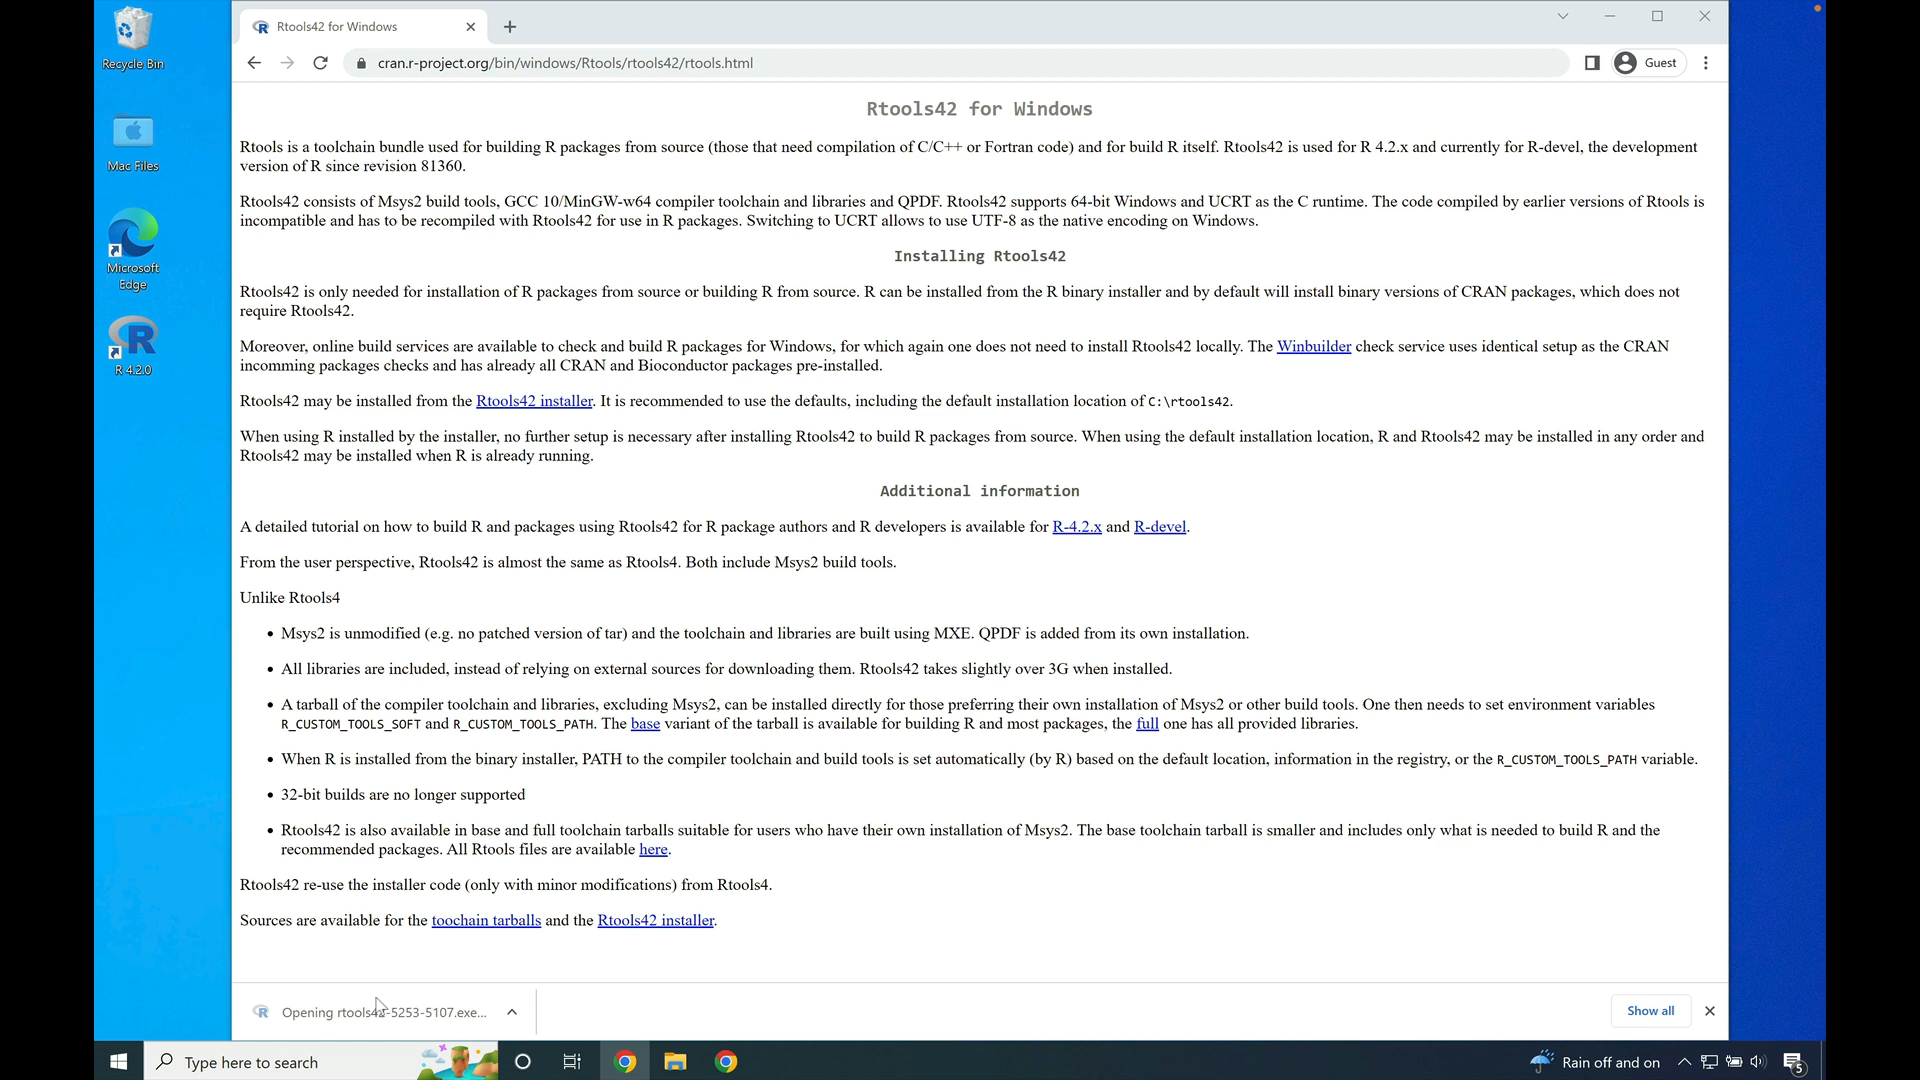 Recycle Bin
Mac Files
Microsoft
Edge
R 4.2.0
Rtools42 for Windows
cran.r-project.org/bin/windows/Rtools/rtools42/rtools.html
Guest
Rtools42 for Windows
Rtools is a toolchain bundle used for building R packages from source (those that need compilation of C/C++ or Fortran code) and for build R itself. Rtools42 is used for R 4.2.x and currently for R-devel, the development
version of R since revision 81360.
Rtools42 consists of Msys2 build tools, GCC 10/MinGW-w64 compiler toolchain and libraries and QPDF. Rtools42 supports 64-bit Windows and UCRT as the C runtime. The code compiled by earlier versions of Rtools is
incompatible and has to be recompiled with Rtools42 for use in R packages. Switching to UCRT allows to use UTF-8 as the native encoding on Windows.
Installing Rtools42
Rtools42 is only needed for installation of R packages from source or building R from source. R can be installed from the R binary installer and by default will install binary versions of CRAN packages, which does not
require Rtools42.
Moreover, online build services are available to check and build R packages for Windows, for which again one does not need to install Rtools42 locally. The Winbuilder check service uses identical setup as the CRAN
incomming packages checks and has already all CRAN and Bioconductor packages pre-installed.
Rtools42 may be installed from the Rtools42 installer. It is recommended to use the defaults, including the default installation location of C:\rtools42.
When using R installed by the installer, no further setup is necessary after installing Rtools42 to build R packages from source. When using the default installation location, R and Rtools42 may be installed in any order and
Rtools42 may be installed when R is already running.
Additional information
A detailed tutorial on how to build R and packages using Rtools42 for R package authors and R developers is available for R-4.2.x and R-devel.
From the user perspective, Rtools42 is almost the same as Rtools4. Both include Msys2 build tools.
Unlike Rtools4
• Msys2 is unmodified (e.g. no patched version of tar) and the toolchain and libraries are built using MXE. QPDF is added from its own installation.
• All libraries are included, instead of relying on external sources for downloading them. Rtools42 takes slightly over 3G when installed.
• A tarball of the compiler toolchain and libraries, excluding Msys2, can be installed directly for those preferring their own installation of Msys2 or other build tools. One then needs to set environment variables
R_CUSTOM_TOOLS_SOFT and R_CUSTOM_TOOLS_PATH. The base variant of the tarball is available for building R and most packages, the full one has all provided libraries.
• When R is installed from the binary installer, PATH to the compiler toolchain and build tools is set automatically (by R) based on the default location, information in the registry, or the R_CUSTOM_TOOLS_PATH variable.
• 32-bit builds are no longer supported
• Rtools42 is also available in base and full toolchain tarballs suitable for users who have their own installation of Msys2. The base toolchain tarball is smaller and includes only what is needed to build R and the
recommended packages. All Rtools files are available here.
Rtools42 re-use the installer code (only with minor modifications) from Rtools4.
Sources are available for the toochain tarballs and the Rtools42 installer.
Opening rtools42-5253-5107.exe...
Show all
Type here to search
Rain off and on
5